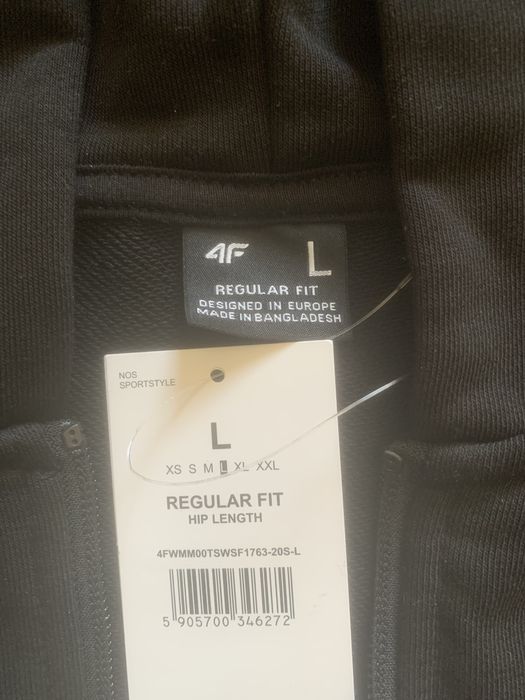 4F L
REGULAR FIT
DESIGNED IN EUROPE
MADE IN BANGLADESH
NOS
SPORTSTYLE
L
XS S M L XL XXL
REGULAR FIT
HIP LENGTH
4FWMM00TSWSF1763-20S-L
5 905700 346272